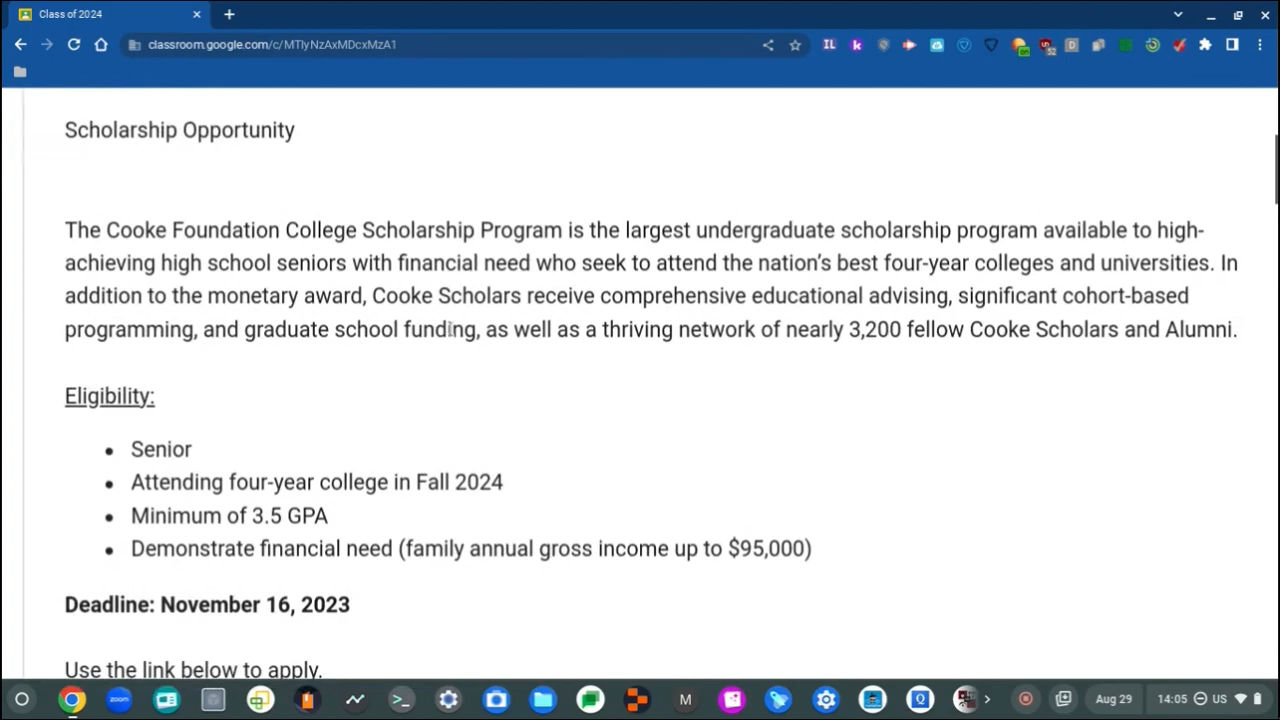 Class of 2024
classroom.google.com/c/MTIyNzAxMDcxMzA1
Scholarship Opportunity
The Cooke Foundation College Scholarship Program is the largest undergraduate scholarship program available to high-
achieving high school seniors with financial need who seek to attend the nation's best four-year colleges and universities. In
addition to the monetary award, Cooke Scholars receive comprehensive educational advising, significant cohort-based
programming, and graduate school funding, as well as a thriving network of nearly 3,200 fellow Cooke Scholars and Alumni.
Eligibility:
• Senior
• Attending four-year college in Fall 2024
• Minimum of 3.5 GPA
• Demonstrate financial need (family annual gross income up to $95,000)
Deadline: November 16, 2023
Use the link below to apply.
zoom
M
Q
Aug 29
14:05
US